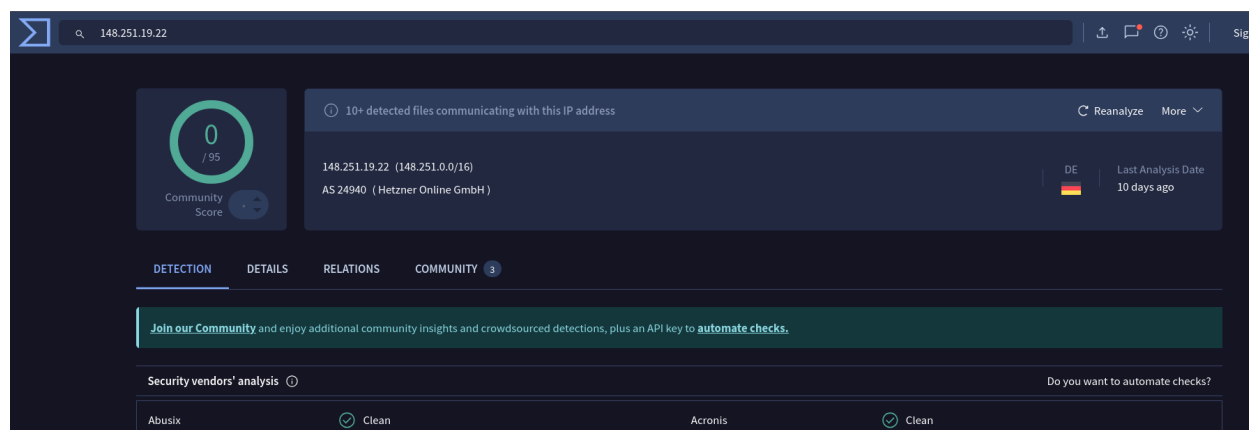 148.251.19.22
Sig
0
/ 95
Community
Score
-
10+ detected files communicating with this IP address
Reanalyze
More
148.251.19.22 (148.251.0.0/16)
AS 24940 ( Hetzner Online GmbH )
DE
Last Analysis Date
10 days ago
DETECTION DETAILS RELATIONS COMMUNITY 3
Join our Community and enjoy additional community insights and crowdsourced detections, plus an API key to automate checks.
Security vendors' analysis
Do you want to automate checks?
Abusix Clean Acronis Clean